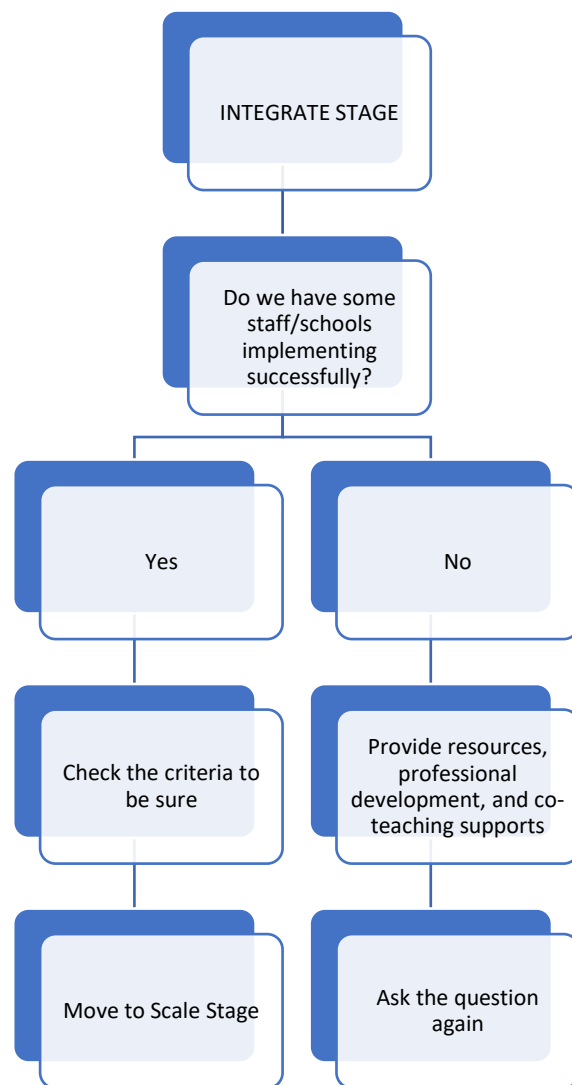 INTEGRATE STAGE
Do we have some
staff/schools
implementing
successfully?
Yes
No
Check the criteria to
be sure
Provide resources,
professional
development, and co-
teaching supports
Move to Scale Stage
Ask the question
again